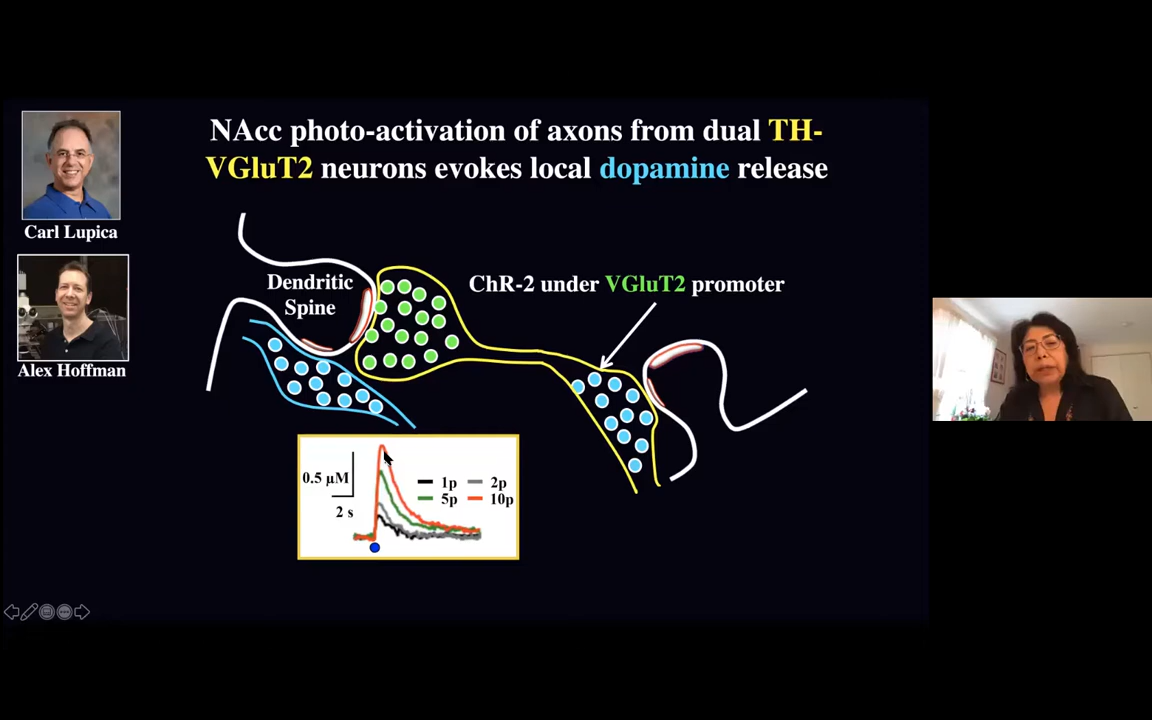 NAcc photo-activation of axons from dual TH-
VGluT2 neurons evokes local dopamine release
Carl Lupica
Alex Hoffman
Dendritic
Spine
ChR-2 under VGluT2 promoter
0.5 µM
2 s
1p 2p
5p 10p